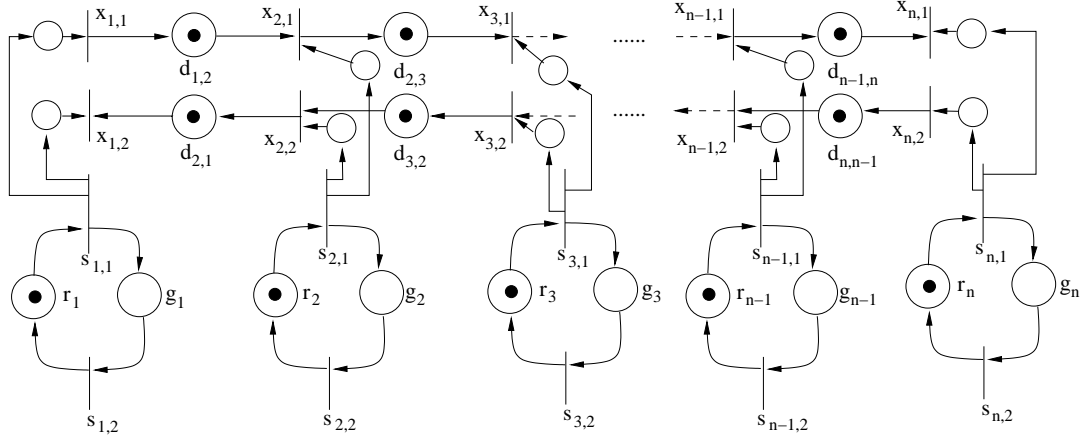 x1,1 x2,1 x3,1 xn−1,1 xn,1
......
d1,2 d2,3 dn−1,n
......
x1,2 x2,2 x3,2 xn−1,2 xn,2
d2,1 d3,2 dn,n−1
s1,1 s2,1 s3,1 sn−1,1 sn,1
r1 g1 r2 g2 r3 g3 rn−1 gn−1 rn gn
s1,2 s2,2 s3,2 sn−1,2 sn,2